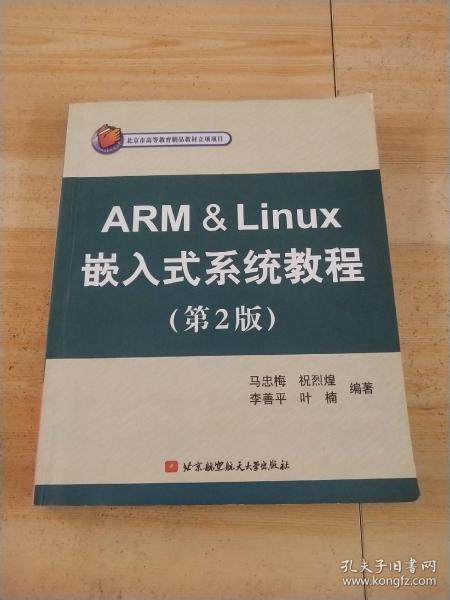 北京市高等教育精品教材立项项目
ARM & Linux
嵌入式系统教程
(第2版)
马忠梅 祝烈煌
李善平 叶楠 编著
北京航空航天大学出版社
孔夫子旧书网
www.kongfz.com